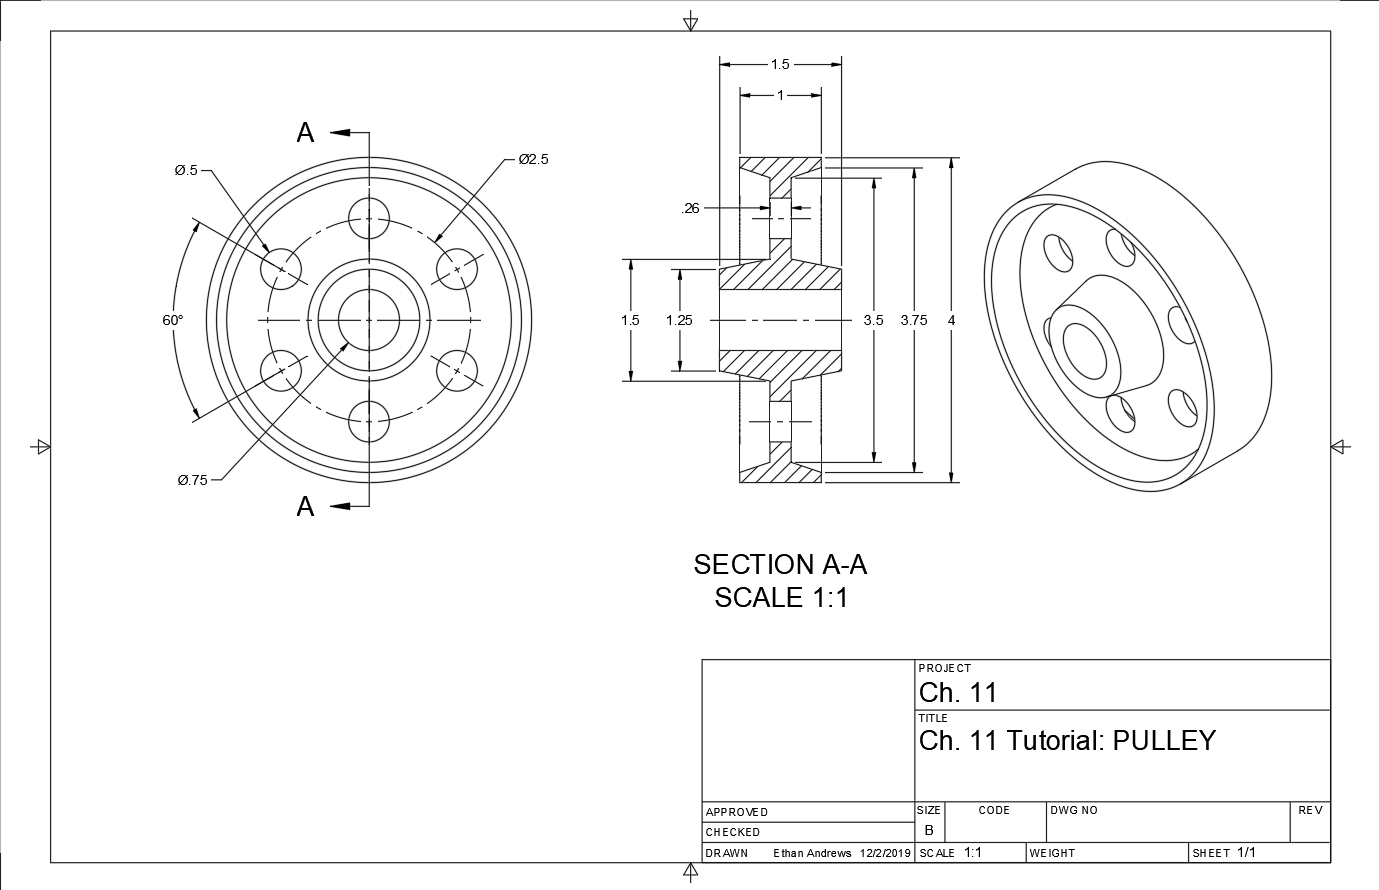 A
Ø.5
Ø2.5
60°
Ø.75
A
1.5
1
.26
1.5
1.25
3.5
3.75
4
SECTION A-A
SCALE 1:1
PROJECT
Ch. 11
TITLE
Ch. 11 Tutorial: PULLEY
APPROVED
CHECKED
DRAWN Ethan Andrews 12/2/2019
SIZE
B
CODE
DWG NO
REV
SCALE 1:1
WEIGHT
SHEET 1/1